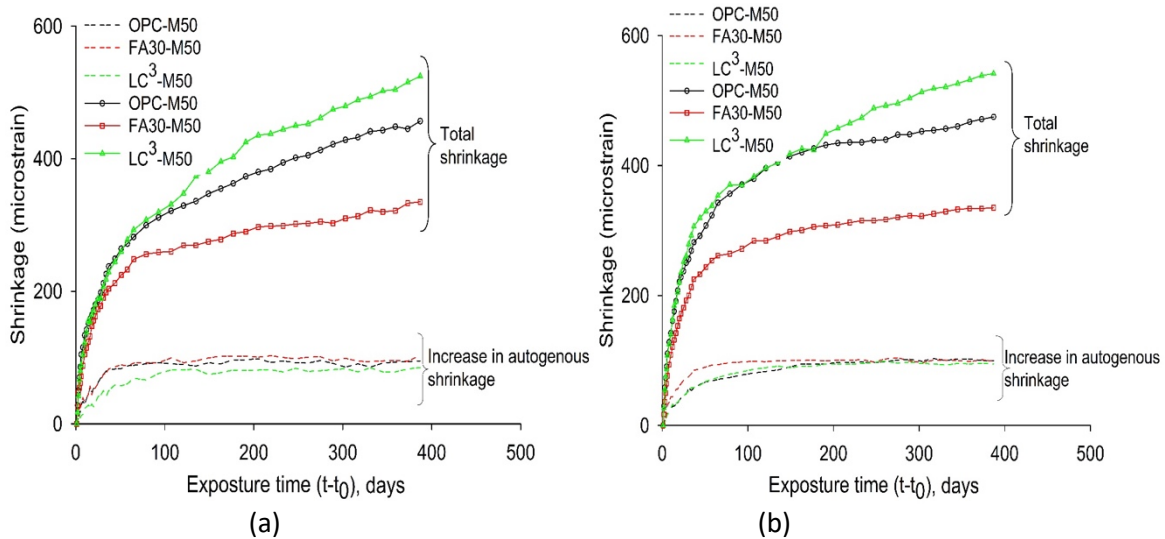 600
400
200
0
0
100
200
300
400
500
Shrinkage (microstrain)
Exposture time (t-t0), days
OPC-M50
FA30-M50
LC3-M50
OPC-M50
FA30-M50
LC3-M50
Total
shrinkage
Increase in autogenous
shrinkage
(a)
600
400
200
0
0
100
200
300
400
500
Shrinkage (microstrain)
Exposture time (t-t0), days
OPC-M50
FA30-M50
LC3-M50
OPC-M50
FA30-M50
LC3-M50
Total
shrinkage
Increase in autogenous
shrinkage
(b)